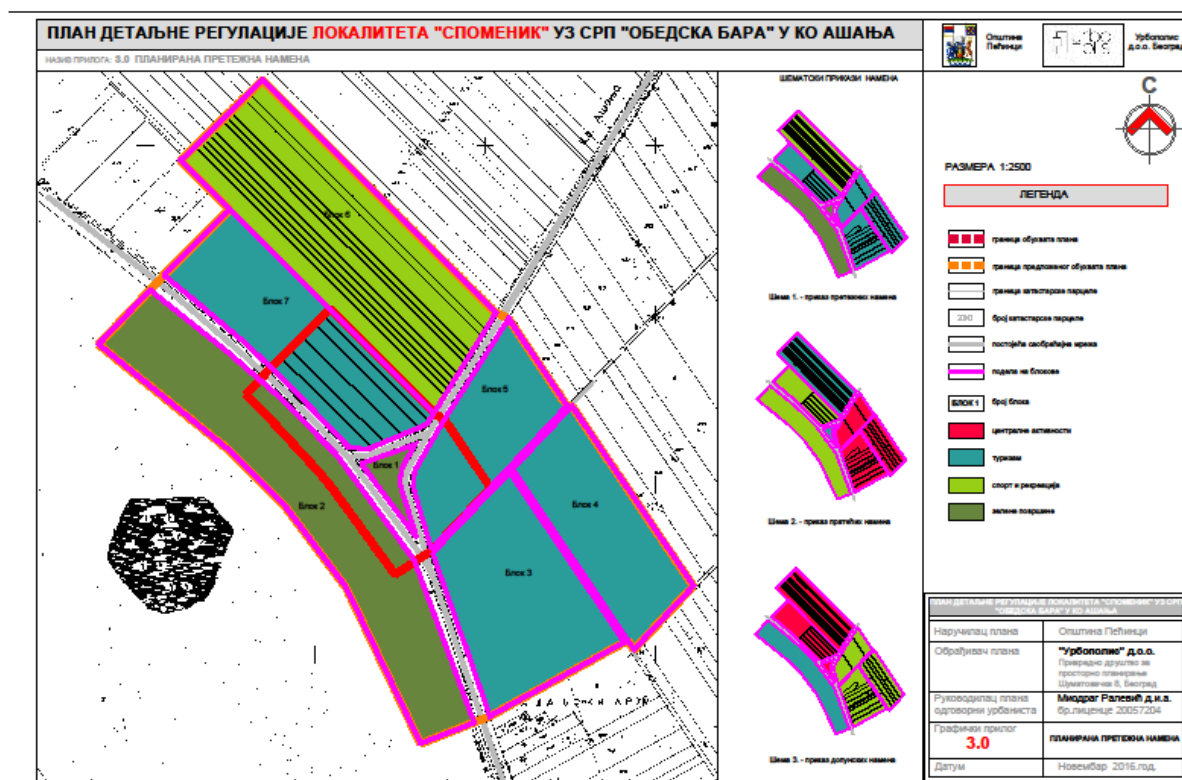 ПЛАН ДЕТАЉНЕ РЕГУЛАЦИЈЕ ЛОКАЛИТЕТА "СПОМЕНИК" УЗ СРП "ОБЕДСКА БАРА" У КО АШАЊА
НАЗИВ ПРИЛОГА: 3.0 ПЛАНИРАНА ПРЕТЕЖНА НАМЕНА
Општина
Пећинци
Урбополис
д.о.о. Београд
ШЕМАТСКИ ПРИКАЗИ НАМЕНА
Блок 6
Блок 7
Блок 5
Блок 1
Блок 2
Блок 4
Блок 3
Шема 1. - приказ претежних намена
Шема 2. - приказ претећих намена
Шема 3. - приказ допунских намена
С
РАЗМЕРА 1:2500
ЛЕГЕНДА
граница обухвата плана
граница предложеног обухвата плана
граница катастарске парцеле
230 број катастарске парцеле
постојећа саобраћајна мрежа
подела на блокове
БЛОК 1 број блока
централне активности
туризам
спорт и рекреација
зелене површине
ПЛАН ДЕТАЉНЕ РЕГУЛАЦИЈЕ ЛОКАЛИТЕТА "СПОМЕНИК" УЗ СРП
"ОБЕДСКА БАРА" У КО АШАЊА
Наручилац плана Општина Пећинци
Обрађивач плана "Урбополис" д.о.о.
Привредно друштво за
просторно планирање
Шуматовачка 8, Београд
Руководилац плана Миодраг Ралевић д.и.а.
одговорни урбаниста бр.лиценце 20057204
Графички прилог
3.0 ПЛАНИРАНА ПРЕТЕЖНА НАМЕНА
Датум Новембар 2016.год.